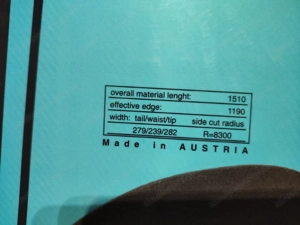 overall material lenght: 1510
effective edge: 1190
width: tail/waist/tip side cut radius
279/239/282 R=8300
Made in AUSTRIA